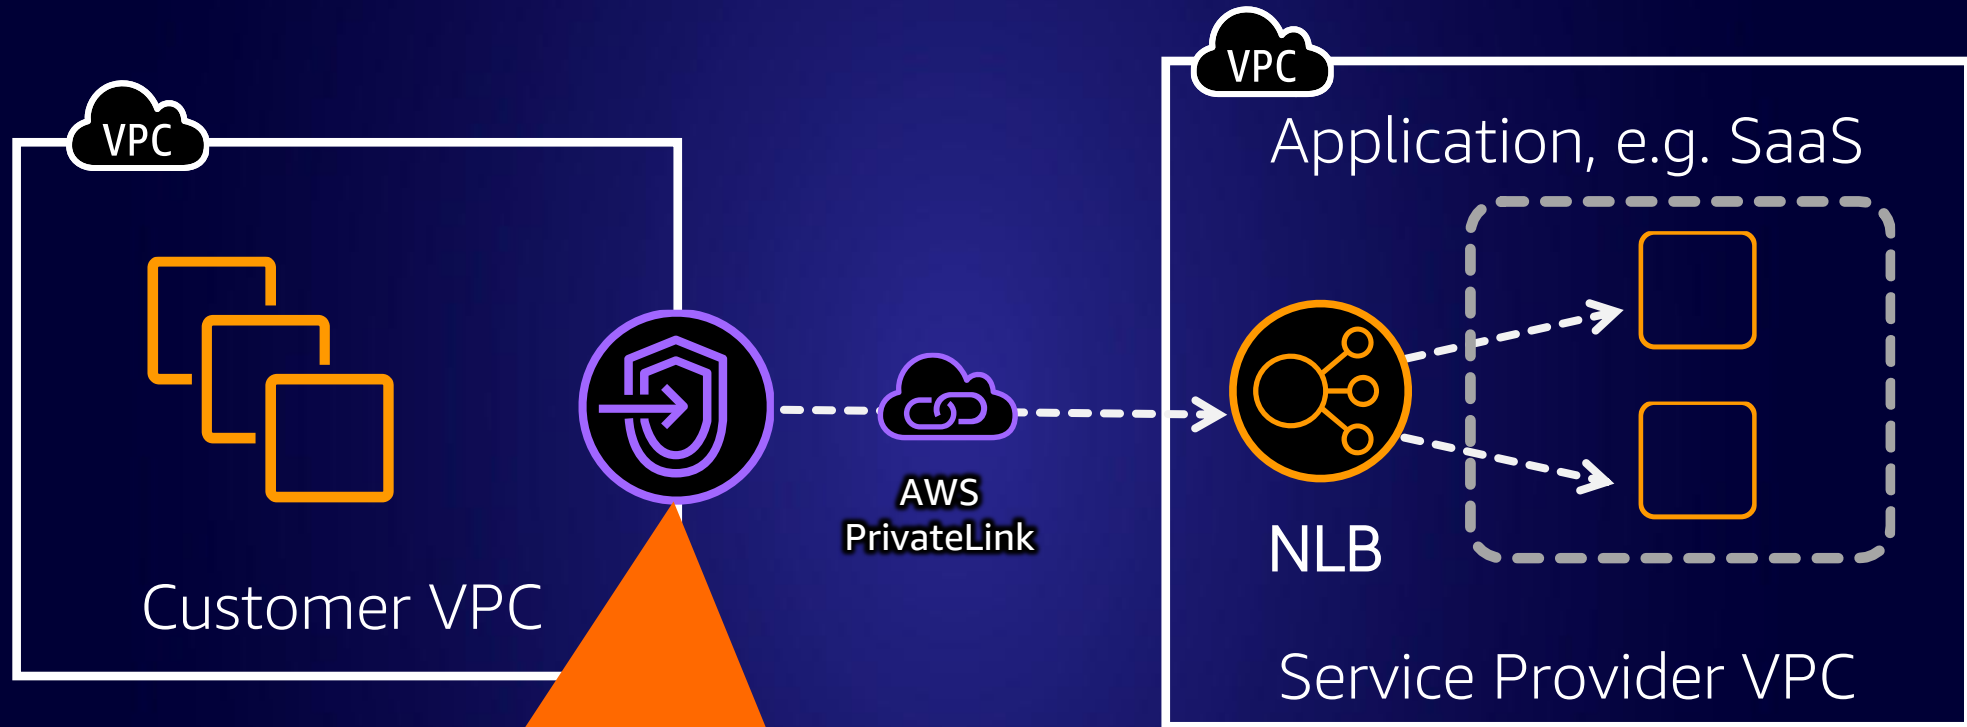 VPC
Customer VPC
AWS
PrivateLink
VPC
Application, e.g. SaaS
NLB
Service Provider VPC